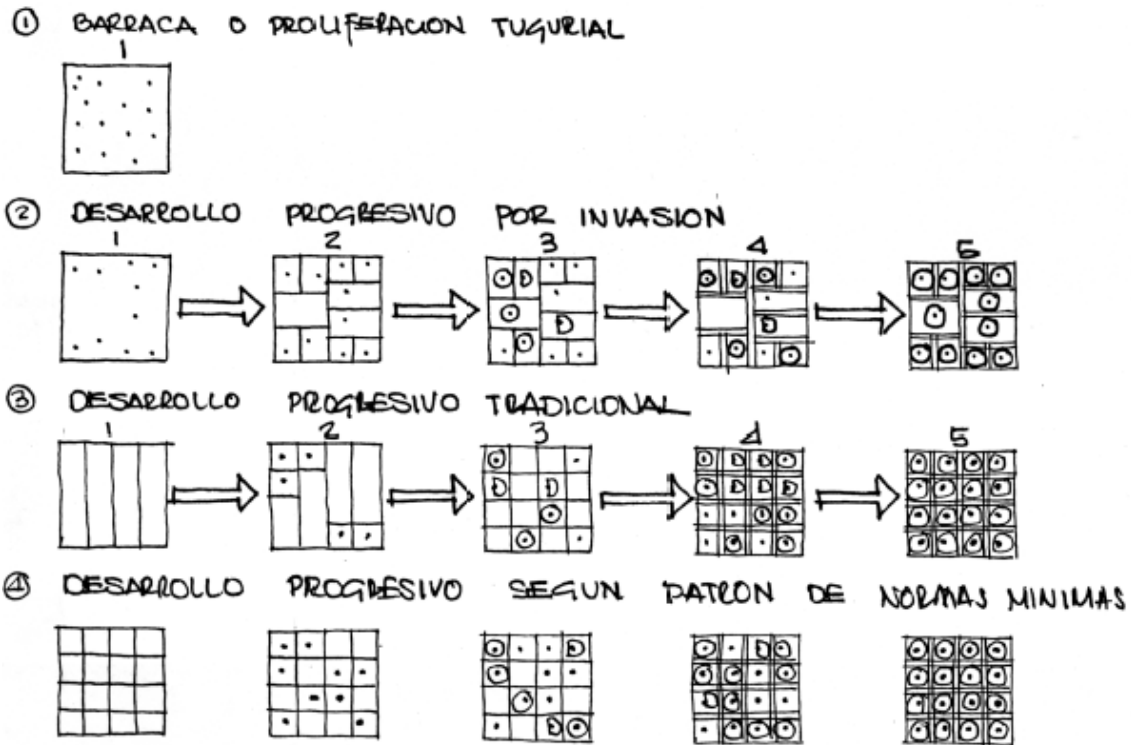 ① BARRACA O PROLIFERACION TUGURIAL
1
② DESARROLLO PROGRESIVO POR INVASION
1 2 3 4 5
③ DESARROLLO PROGRESIVO TRADICIONAL
1 2 3 4 5
④ DESARROLLO PROGRESIVO SEGUN PATRON DE NORMAS MINIMAS